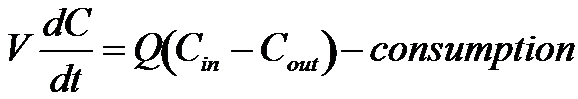 V dC/dt = Q(C_in − C_out) − consumption